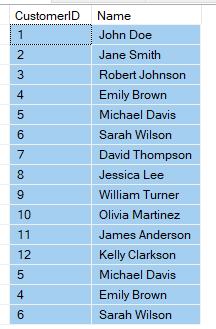 CustomerID Name
1 John Doe
2 Jane Smith
3 Robert Johnson
4 Emily Brown
5 Michael Davis
6 Sarah Wilson
7 David Thompson
8 Jessica Lee
9 William Turner
10 Olivia Martinez
11 James Anderson
12 Kelly Clarkson
5 Michael Davis
4 Emily Brown
6 Sarah Wilson